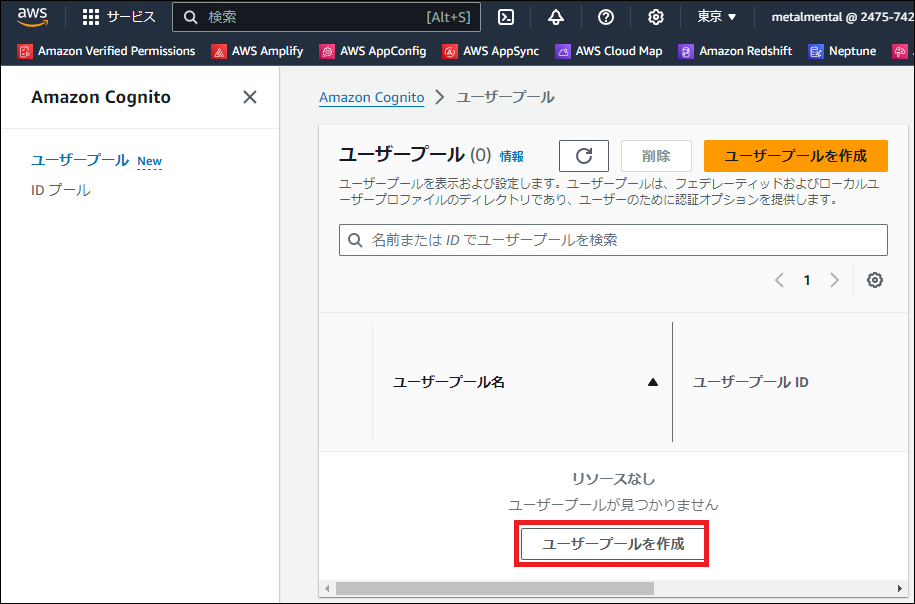 aws サービス 検索 [Alt+S] 東京 ▼ metalmental @ 2475-742
Amazon Verified Permissions AWS Amplify AWS AppConfig AWS AppSync AWS Cloud Map Amazon Redshift Neptune
Amazon Cognito
ユーザープール New
ID プール
Amazon Cognito > ユーザープール
ユーザープール (0) 情報 削除 ユーザープールを作成
ユーザープールを表示および設定します。ユーザープールは、フェデレーティッドおよびローカルユ
ーザープロファイルのディレクトリであり、ユーザーのために認証オプションを提供します。
名前または ID でユーザープールを検索
1
ユーザープール名 ▲ ユーザープール ID
リソースなし
ユーザープールが見つかりません
ユーザープールを作成